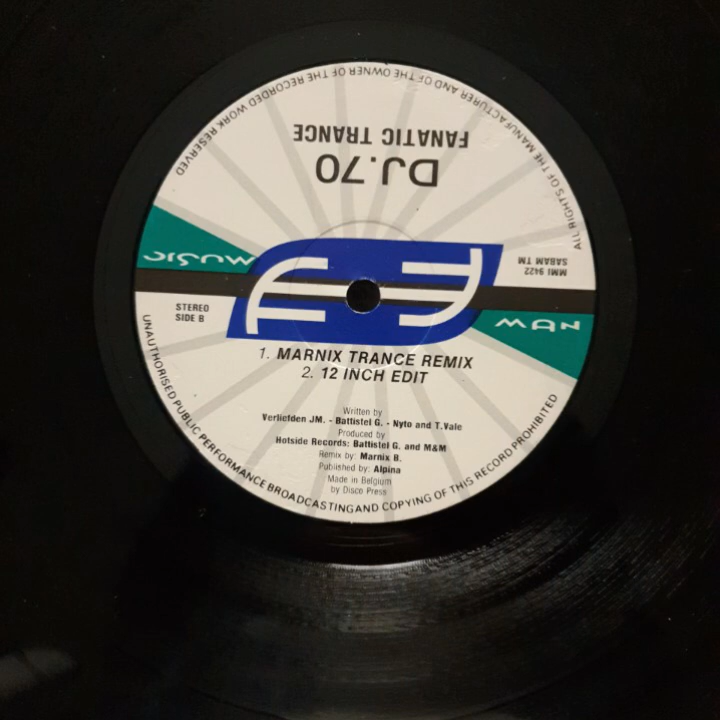 ALL RIGHTS OF THE MANUFACTURER AND OF THE OWNER OF THE RECORDED WORK RESERVED
FANATIC TRANCE
DJ.70
MUSIC
MAN
MMI 9422
SABAM TM
STEREO
SIDE B
1. MARNIX TRANCE REMIX
2. 12 INCH EDIT
Written by
Verliefden JM. - Battistel G. - Nyto and T.Vale
Produced by
Hotside Records: Battistel G. and M&M
Remix by: Marnix B.
Published by: Alpina
Made in Belgium
by Disco Press
UNAUTHORISED PUBLIC PERFORMANCE BROADCASTING AND COPYING OF THIS RECORD PROHIBITED